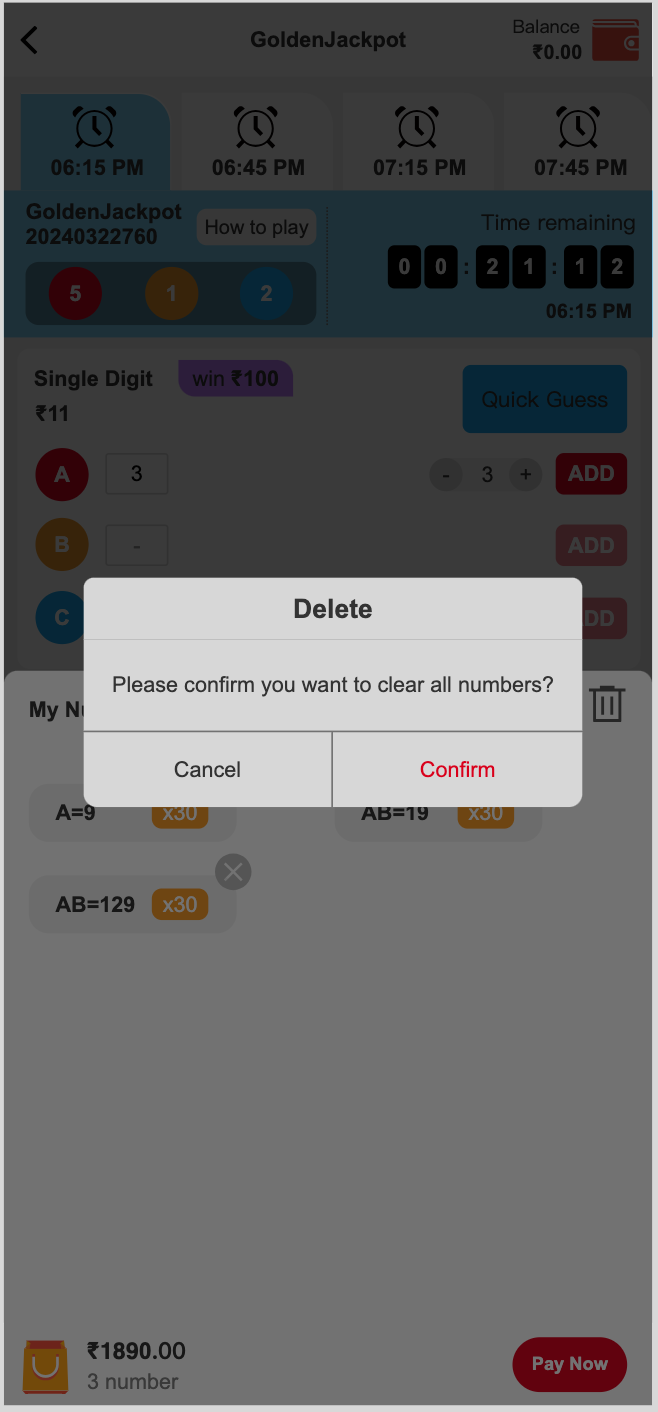 GoldenJackpot
Balance
₹0.00
06:15 PM
06:45 PM
07:15 PM
07:45 PM
GoldenJackpot
20240322760
How to play
Time remaining
5 1 2
0 0 : 2 1 : 1 2
06:15 PM
Single Digit
win ₹100
₹11
Quick Guess
A 3 - 3 + ADD
B - ADD
C
Delete
Please confirm you want to clear all numbers?
Cancel
Confirm
A=9 x30
AB=19 x30
AB=129 x30
₹1890.00
3 number
Pay Now